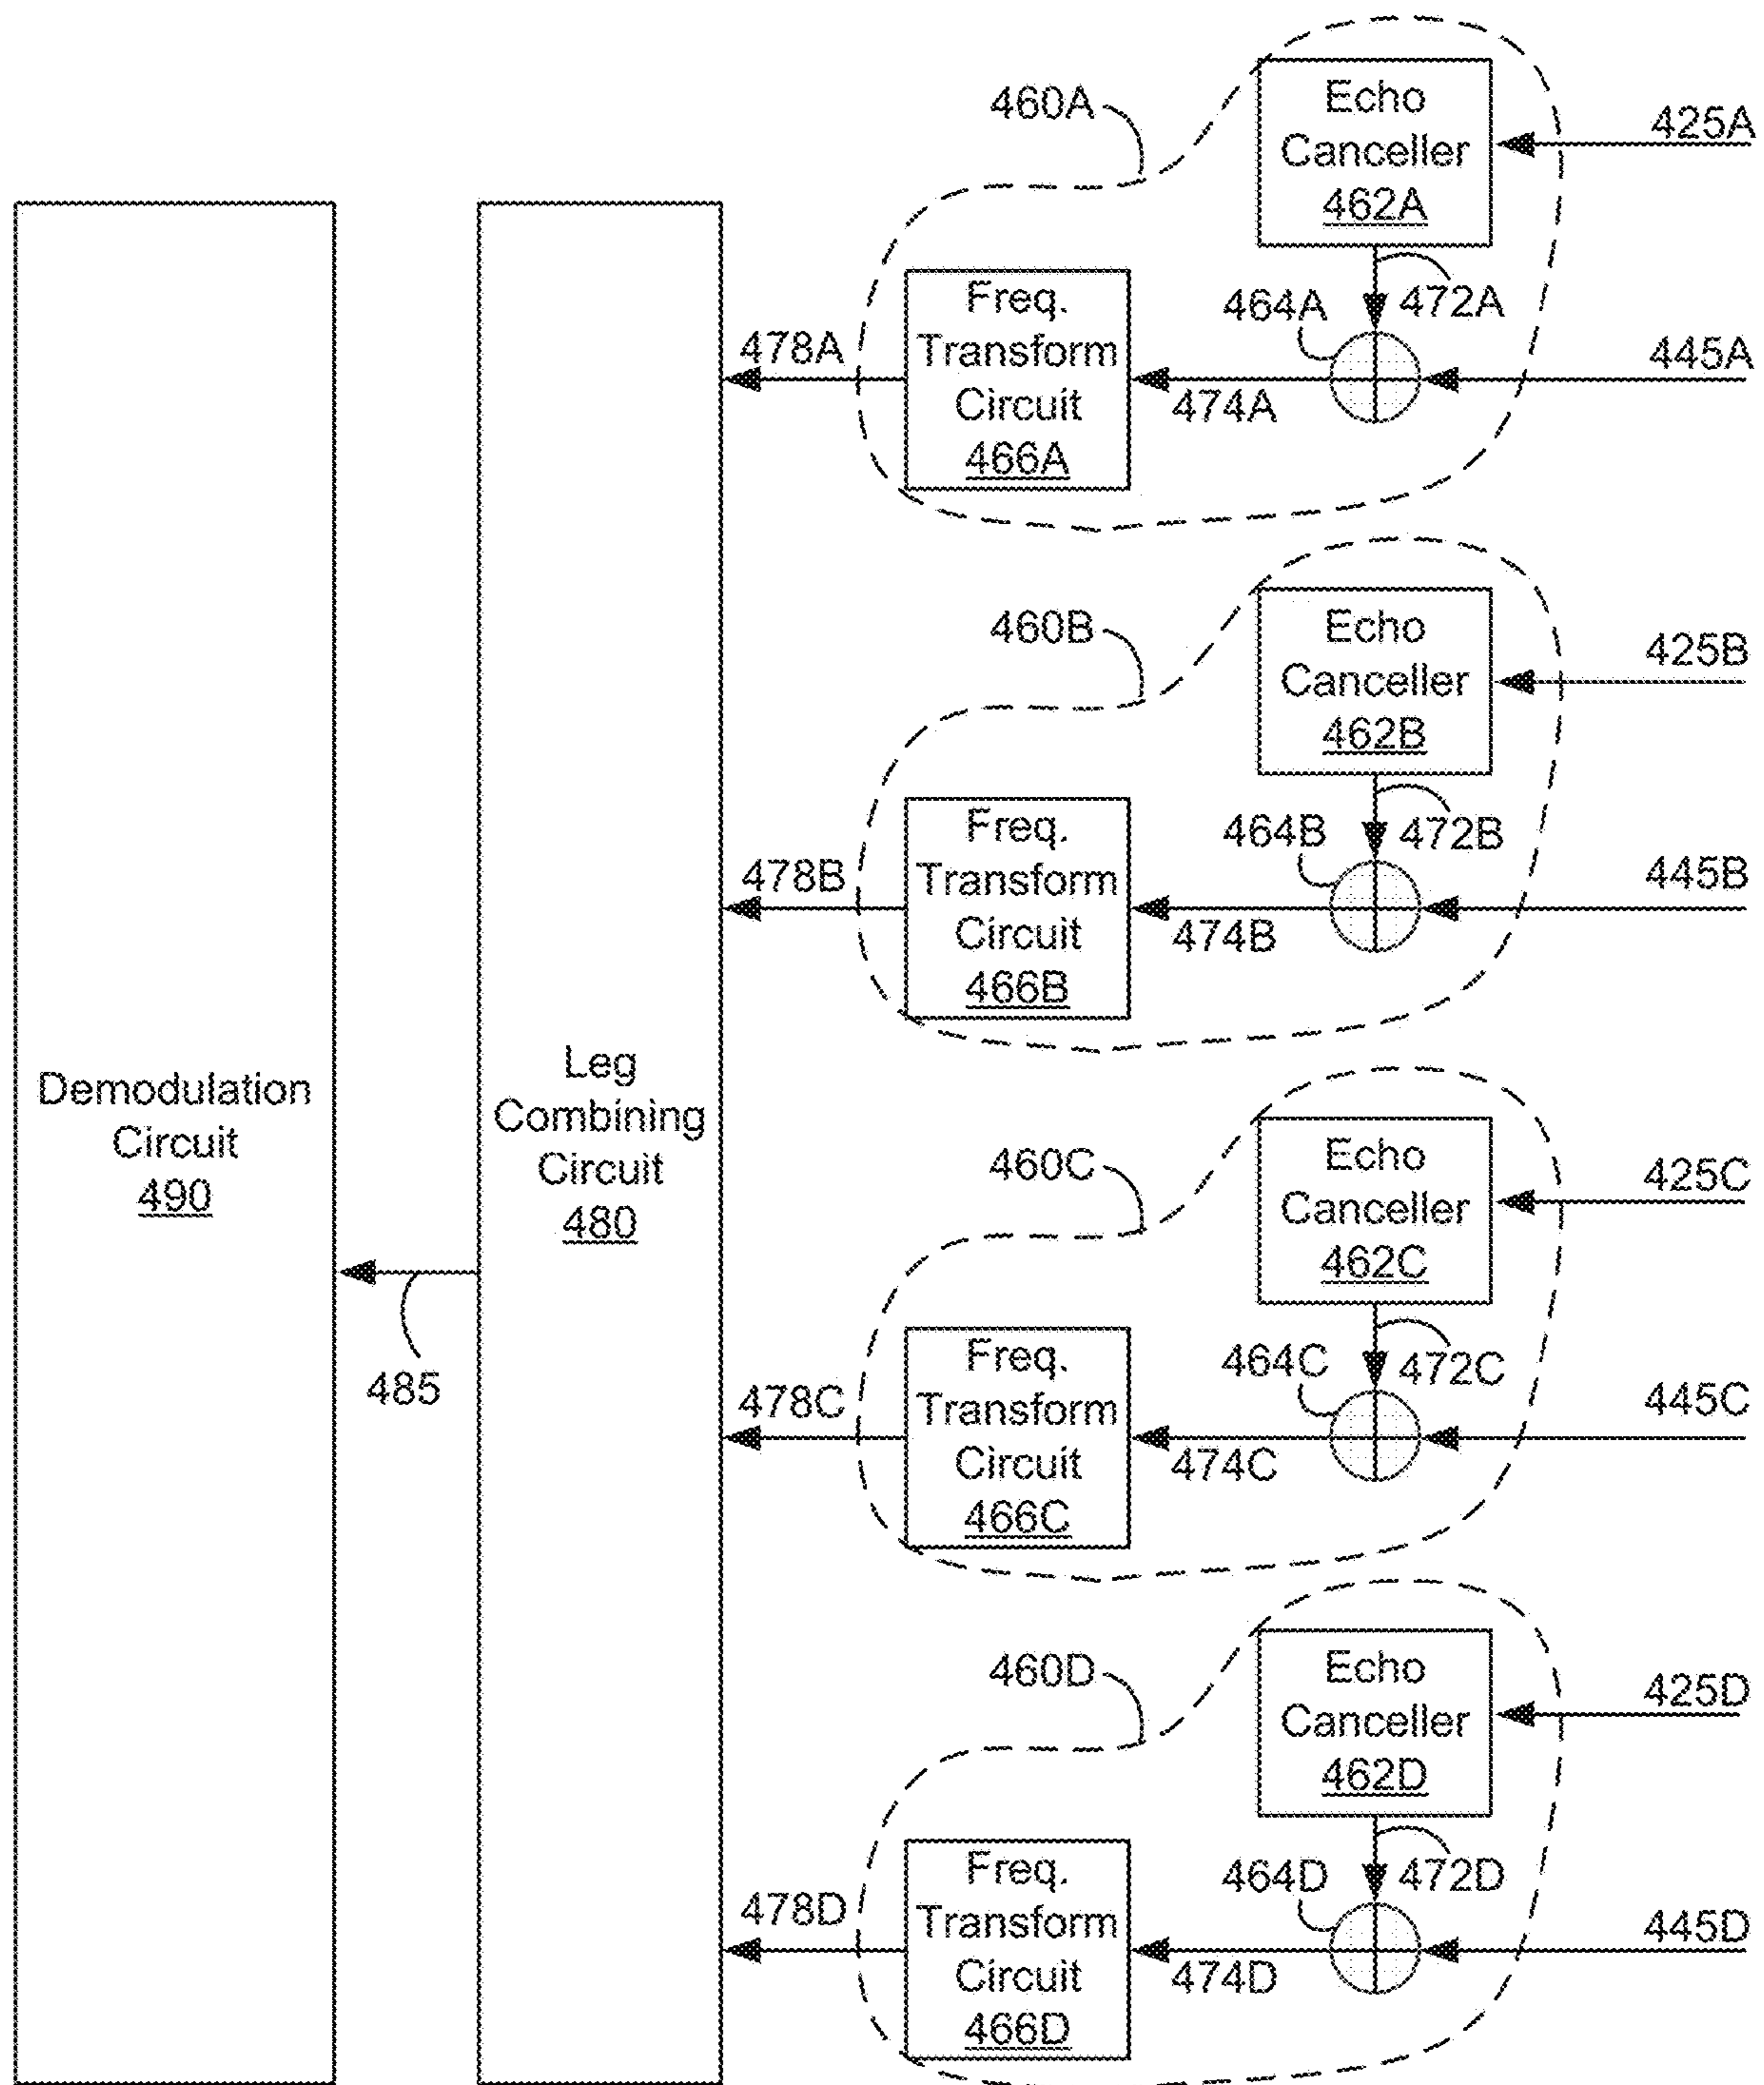 460A
Echo
Canceller
462A
425A
472A
464A
445A
Freq.
Transform
Circuit
466A
474A
478A
460B
Echo
Canceller
462B
425B
472B
464B
445B
Freq.
Transform
Circuit
466B
474B
478B
Demodulation
Circuit
490
Leg
Combining
Circuit
480
485
460C
Echo
Canceller
462C
425C
472C
464C
445C
Freq.
Transform
Circuit
466C
474C
478C
460D
Echo
Canceller
462D
425D
472D
464D
445D
Freq.
Transform
Circuit
466D
474D
478D